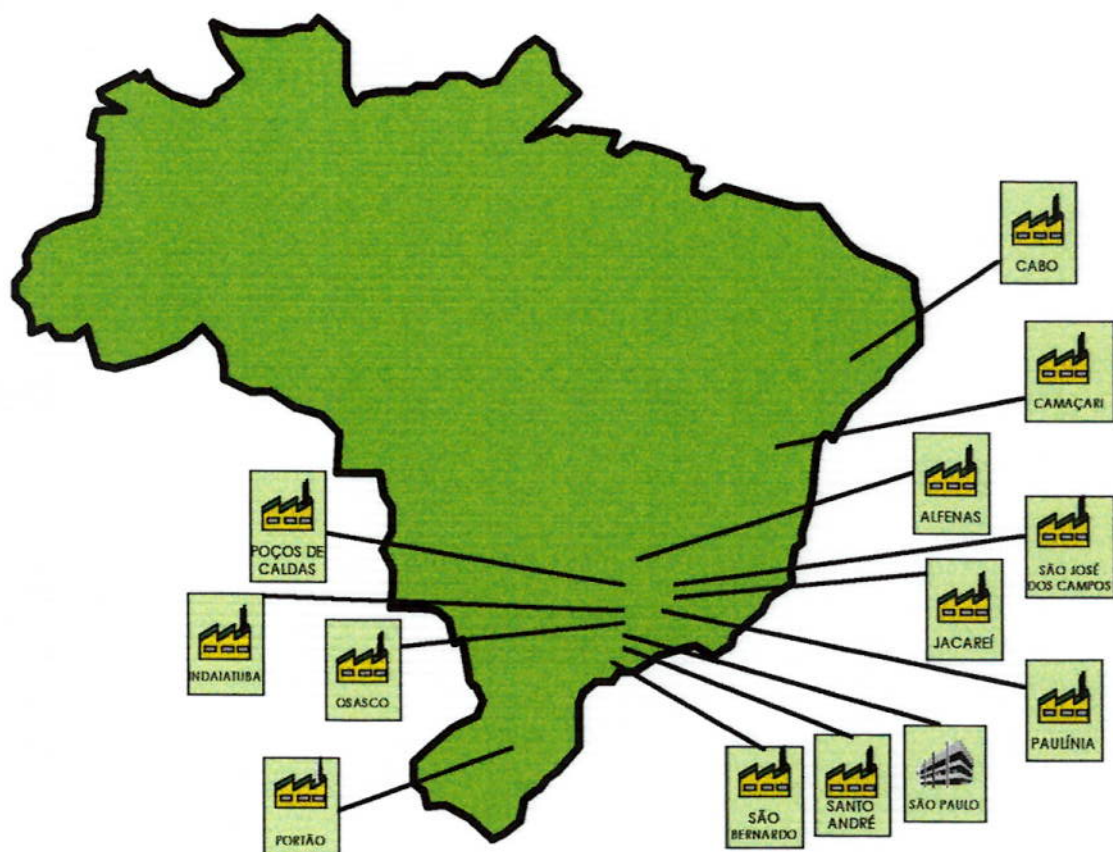 CABO
CAMAÇARI
ALFENAS
POÇOS DE
CALDAS
SÃO JOSÉ
DOS CAMPOS
JACAREÍ
INDAIATUBA
OSASCO
PAULÍNIA
SÃO
BERNARDO
SANTO
ANDRÉ
SÃO PAULO
PORTÃO